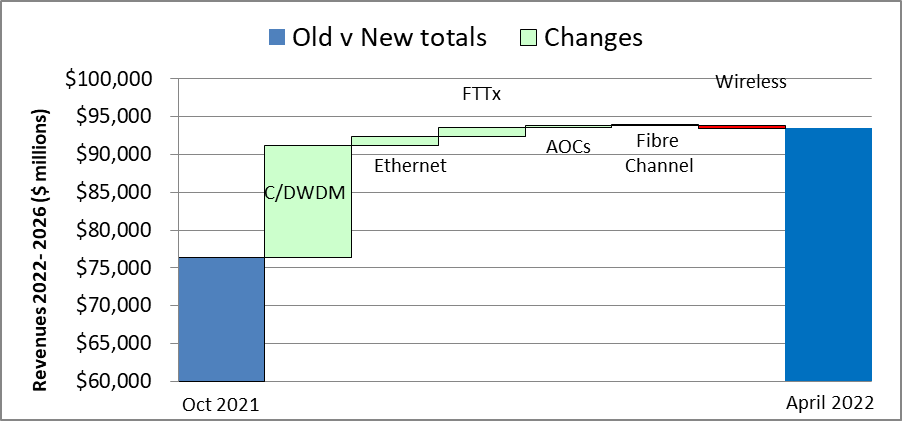 Old v New totals
Changes
Revenues 2022- 2026 ($ millions)
$100,000
$95,000
$90,000
$85,000
$80,000
$75,000
$70,000
$65,000
$60,000
C/DWDM
Ethernet
FTTx
AOCs
Fibre
Channel
Wireless
Oct 2021
April 2022